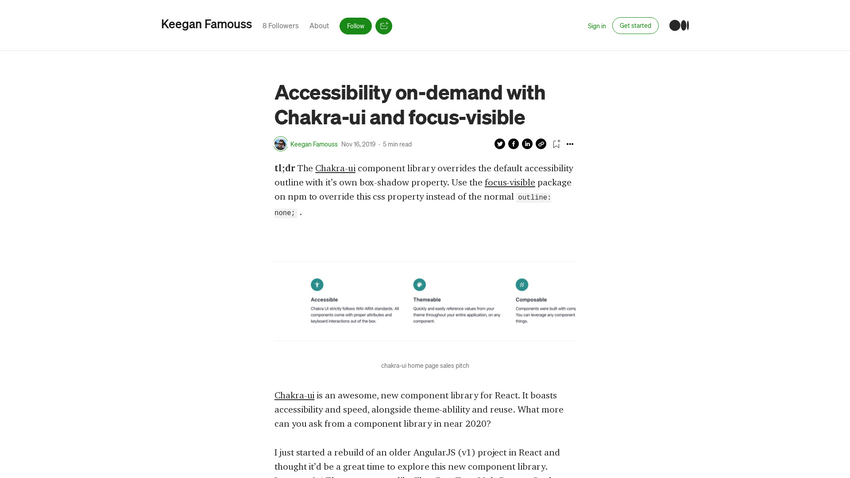 Keegan Famouss
8 Followers
About
Follow
Sign in
Get started
Accessibility on-demand with
Chakra-ui and focus-visible
Keegan Famouss Nov 16, 2019 · 5 min read
tl;dr The Chakra-ui component library overrides the default accessibility
outline with it's own box-shadow property. Use the focus-visible package
on npm to override this css property instead of the normal outline:
none; .
Accessible
Chakra UI strictly follows WAI-ARIA standards. All
components come with proper attributes and
keyboard interactions out of the box.
Themeable
Quickly and easily reference values from your
theme throughout your entire application, on any
component.
Composable
Components were built with comp
You can leverage any component
things.
chakra-ui home page sales pitch
Chakra-ui is an awesome, new component library for React. It boasts
accessibility and speed, alongside theme-ablility and reuse. What more
can you ask from a component library in near 2020?
I just started a rebuild of an older AngularJS (v1) project in React and
thought it'd be a great time to explore this new component library.